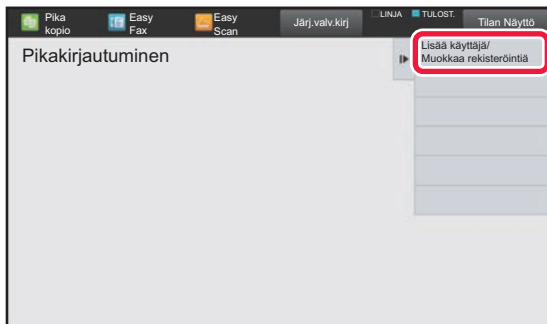 Pika
kopio
Easy
Fax
Easy
Scan
Järj.valv.kirj
LINJA
TULOST.
Tilan Näyttö
Pikakirjautuminen
Lisää käyttäjä/
Muokkaa rekisteröintiä